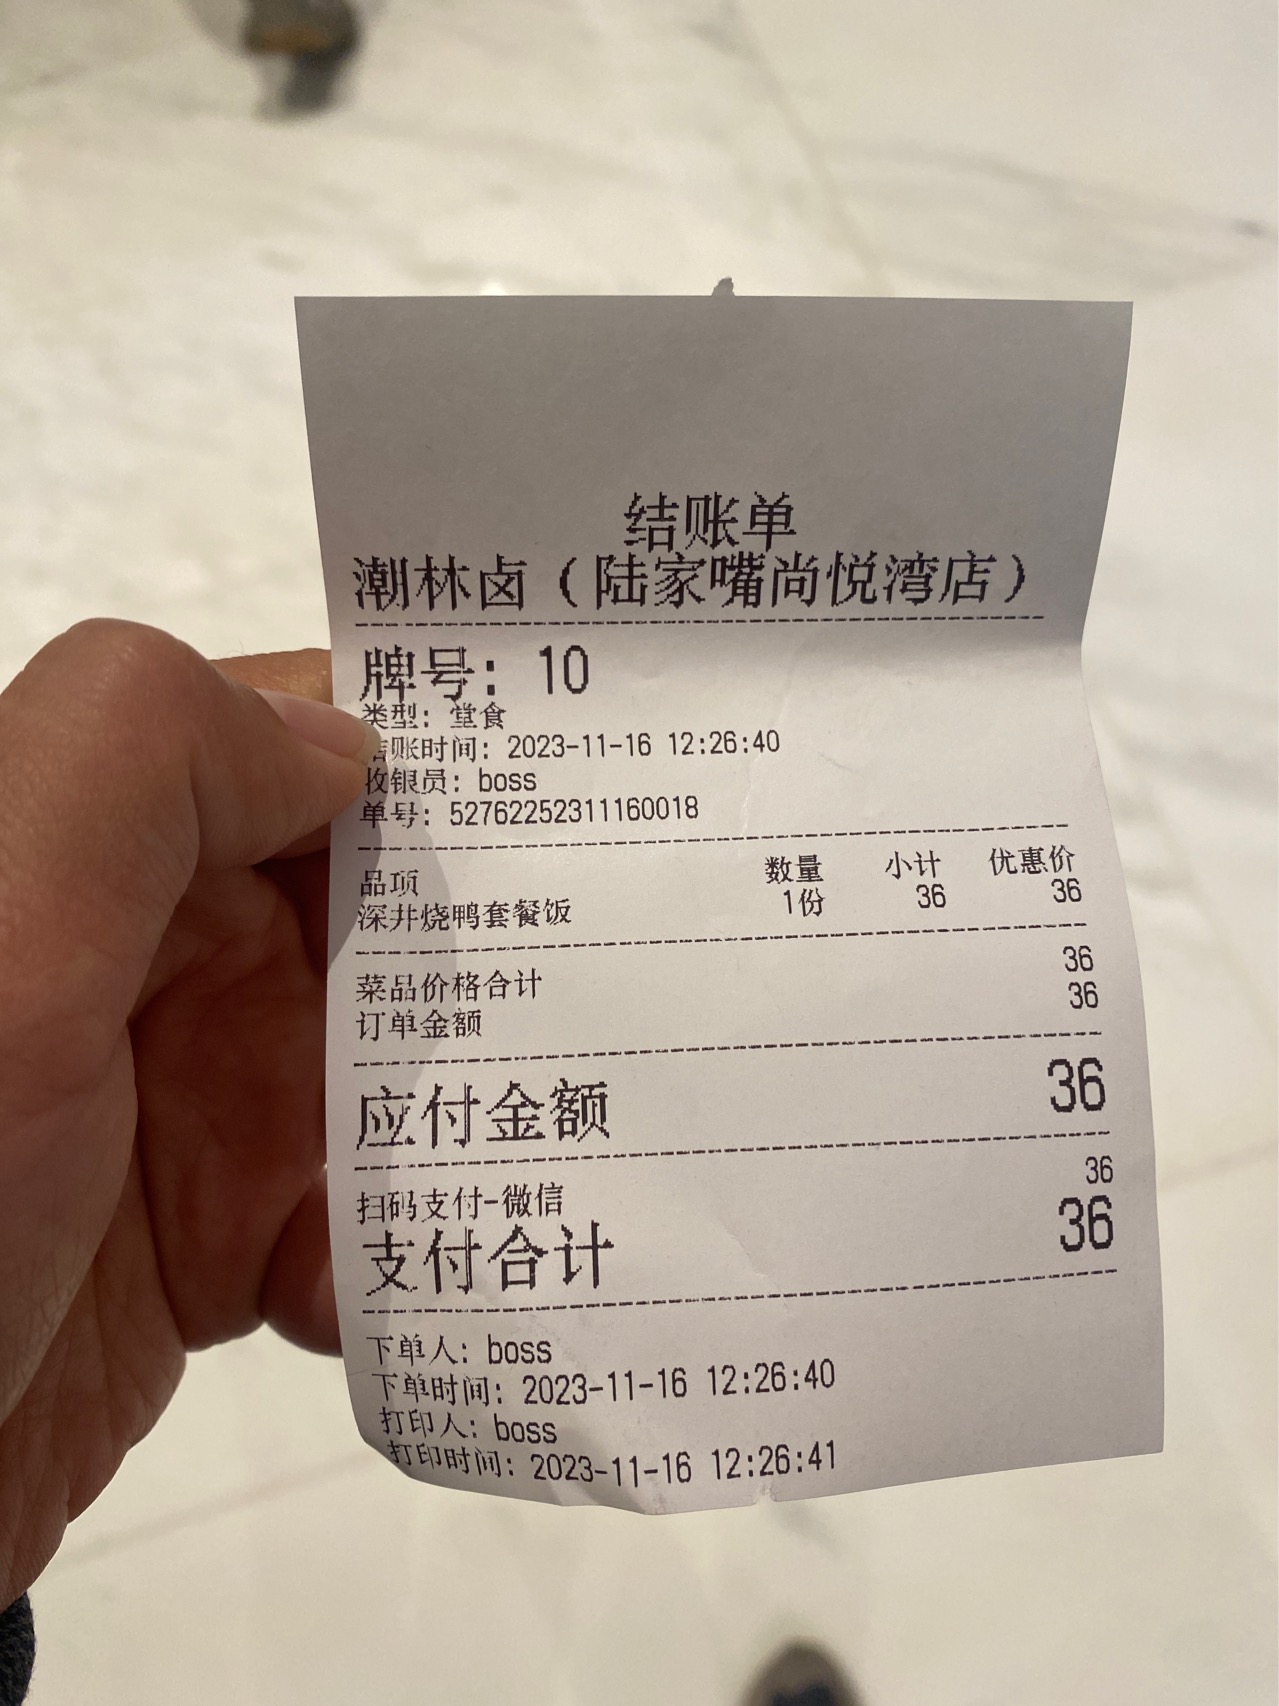 结账单
潮林卤（陆家嘴尚悦湾店）
牌号：10
类型：堂食
结账时间：2023-11-16 12:26:40
收银员：boss
单号：52762252311160018
品项 数量 小计 优惠价
深井烧鸭套餐饭 1份 36 36
菜品价格合计 36
订单金额 36
应付金额 36
扫码支付-微信 36
支付合计 36
下单人：boss
下单时间：2023-11-16 12:26:40
打印人：boss
打印时间：2023-11-16 12:26:41